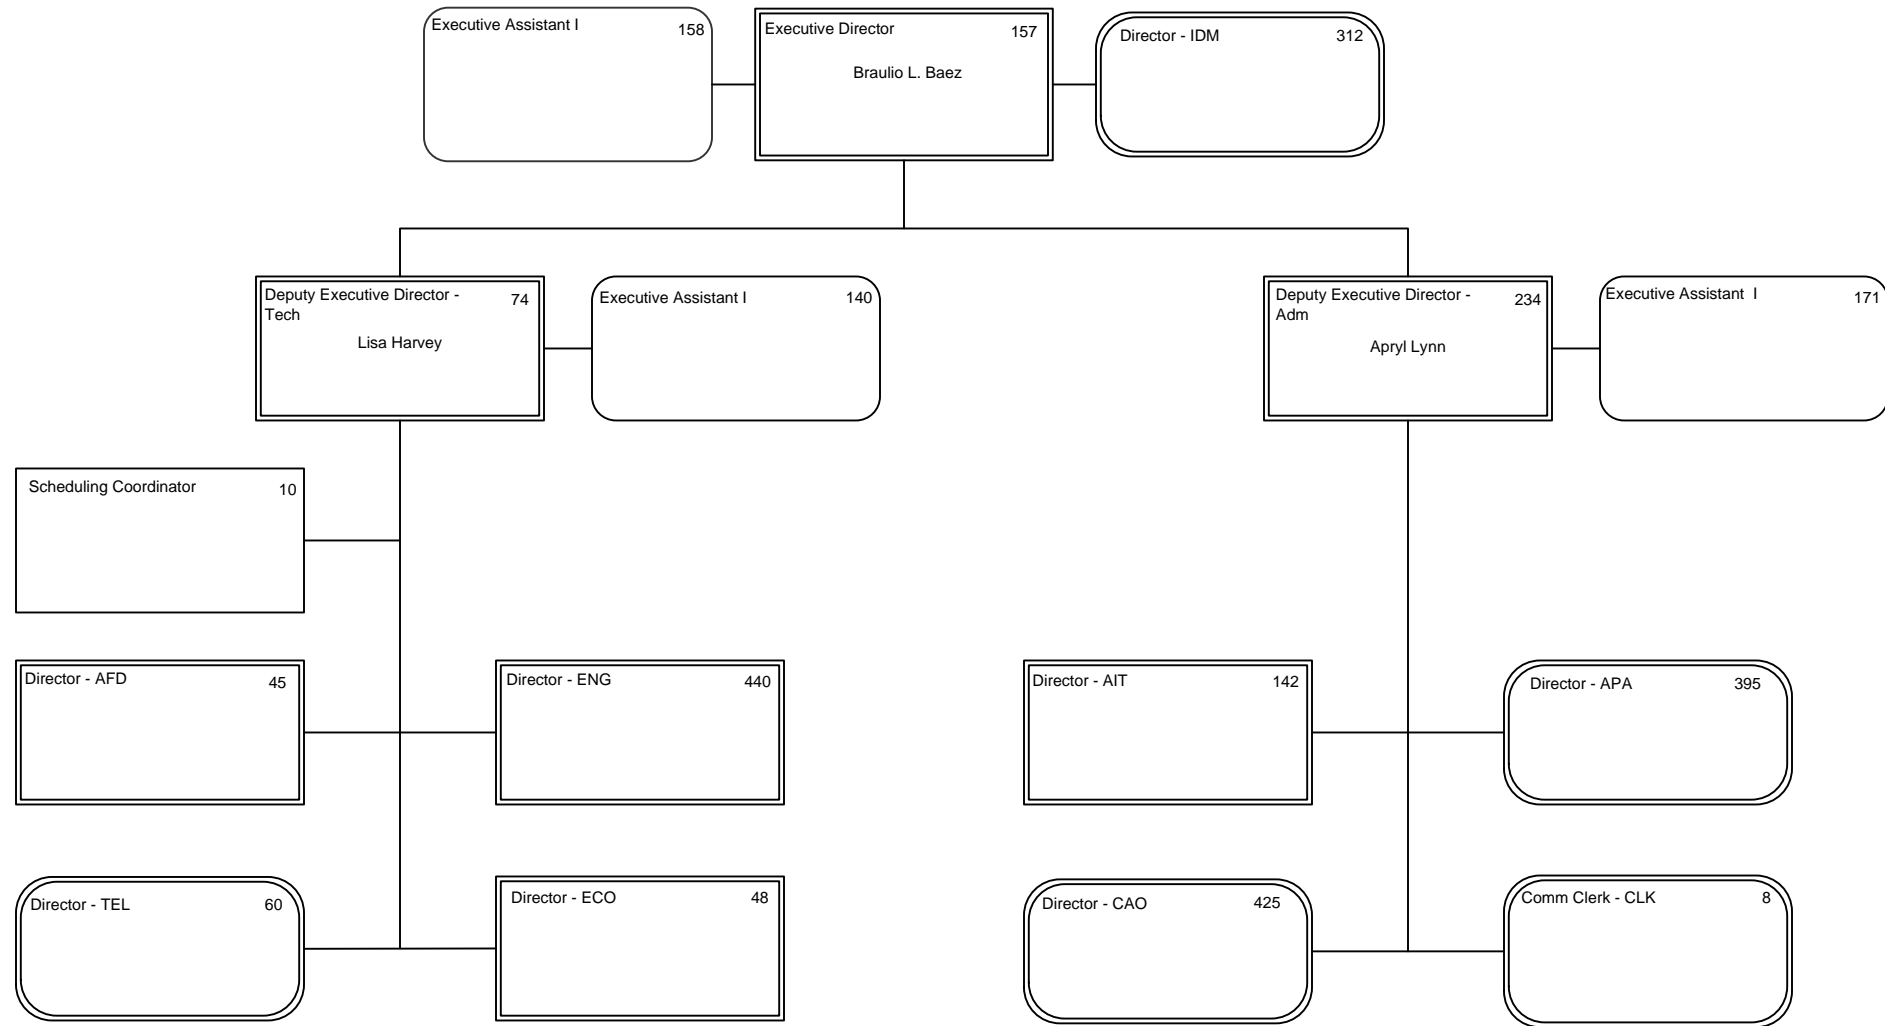 Executive Assistant I 158
Executive Director 157
Braulio L. Baez
Director - IDM 312
Deputy Executive Director - 74
Tech
Lisa Harvey
Executive Assistant I 140
Deputy Executive Director - 234
Adm
Apryl Lynn
Executive Assistant I 171
Scheduling Coordinator 10
Director - AFD 45
Director - ENG 440
Director - AIT 142
Director - APA 395
Director - TEL 60
Director - ECO 48
Director - CAO 425
Comm Clerk - CLK 8